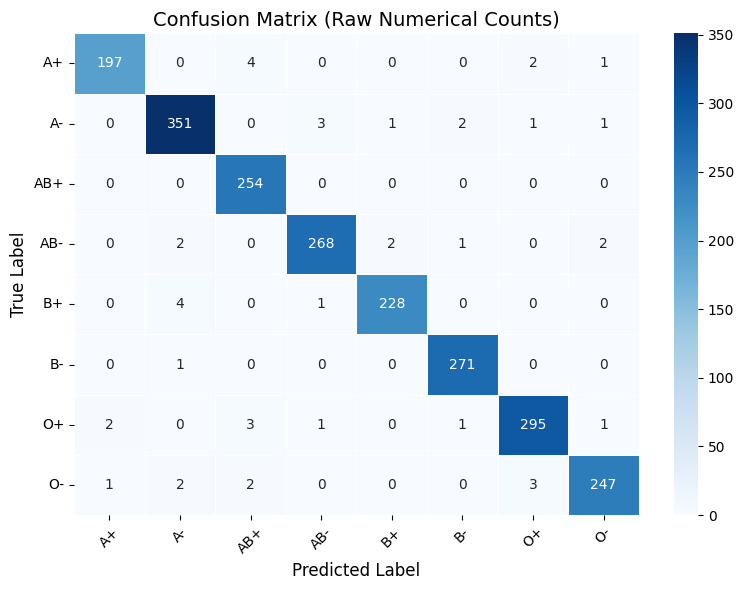 Confusion Matrix (Raw Numerical Counts)
True Label
A+ 197 0 4 0 0 0 2 1
A- 0 351 0 3 1 2 1 1
AB+ 0 0 254 0 0 0 0 0
AB- 0 2 0 268 2 1 0 2
B+ 0 4 0 1 228 0 0 0
B- 0 1 0 0 0 271 0 0
O+ 2 0 3 1 0 1 295 1
O- 1 2 2 0 0 0 3 247
A+ A- AB+ AB- B+ B- O+ O-
Predicted Label
350
300
250
200
150
100
50
0